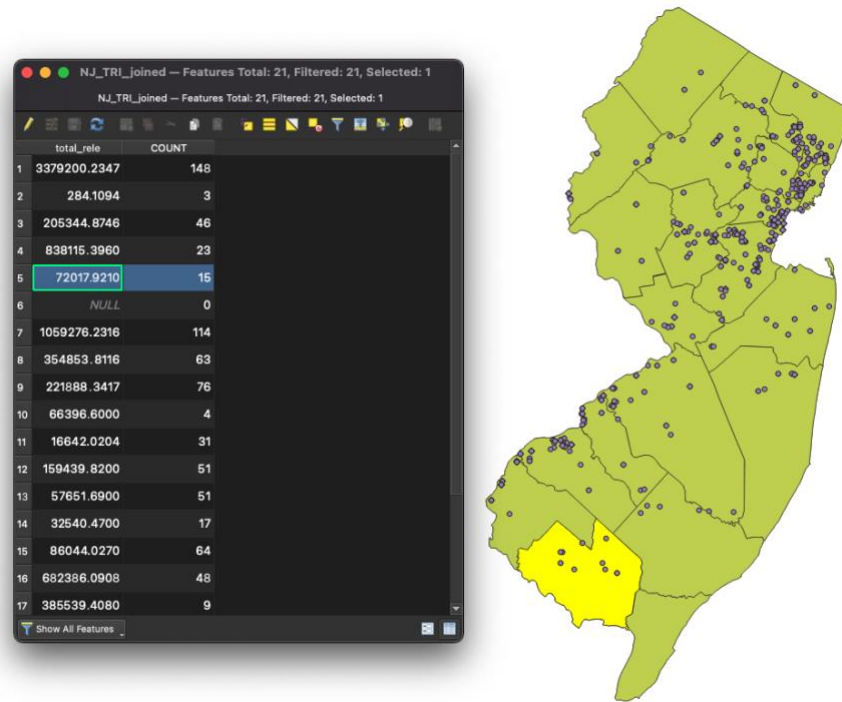 NJ_TRI_joined — Features Total: 21, Filtered: 21, Selected: 1
NJ_TRI_joined — Features Total: 21, Filtered: 21, Selected: 1
total_rele COUNT
1 3379200.2347 148
2 284.1094 3
3 205344.8746 46
4 838115.3960 23
5 72017.9210 15
6 NULL 0
7 1059276.2316 114
8 354853.8116 63
9 221888.3417 76
10 66396.6000 4
11 16642.0204 31
12 159439.8200 51
13 57651.6900 51
14 32540.4700 17
15 86044.0270 64
16 682386.0908 48
17 385539.4080 9
Show All Features